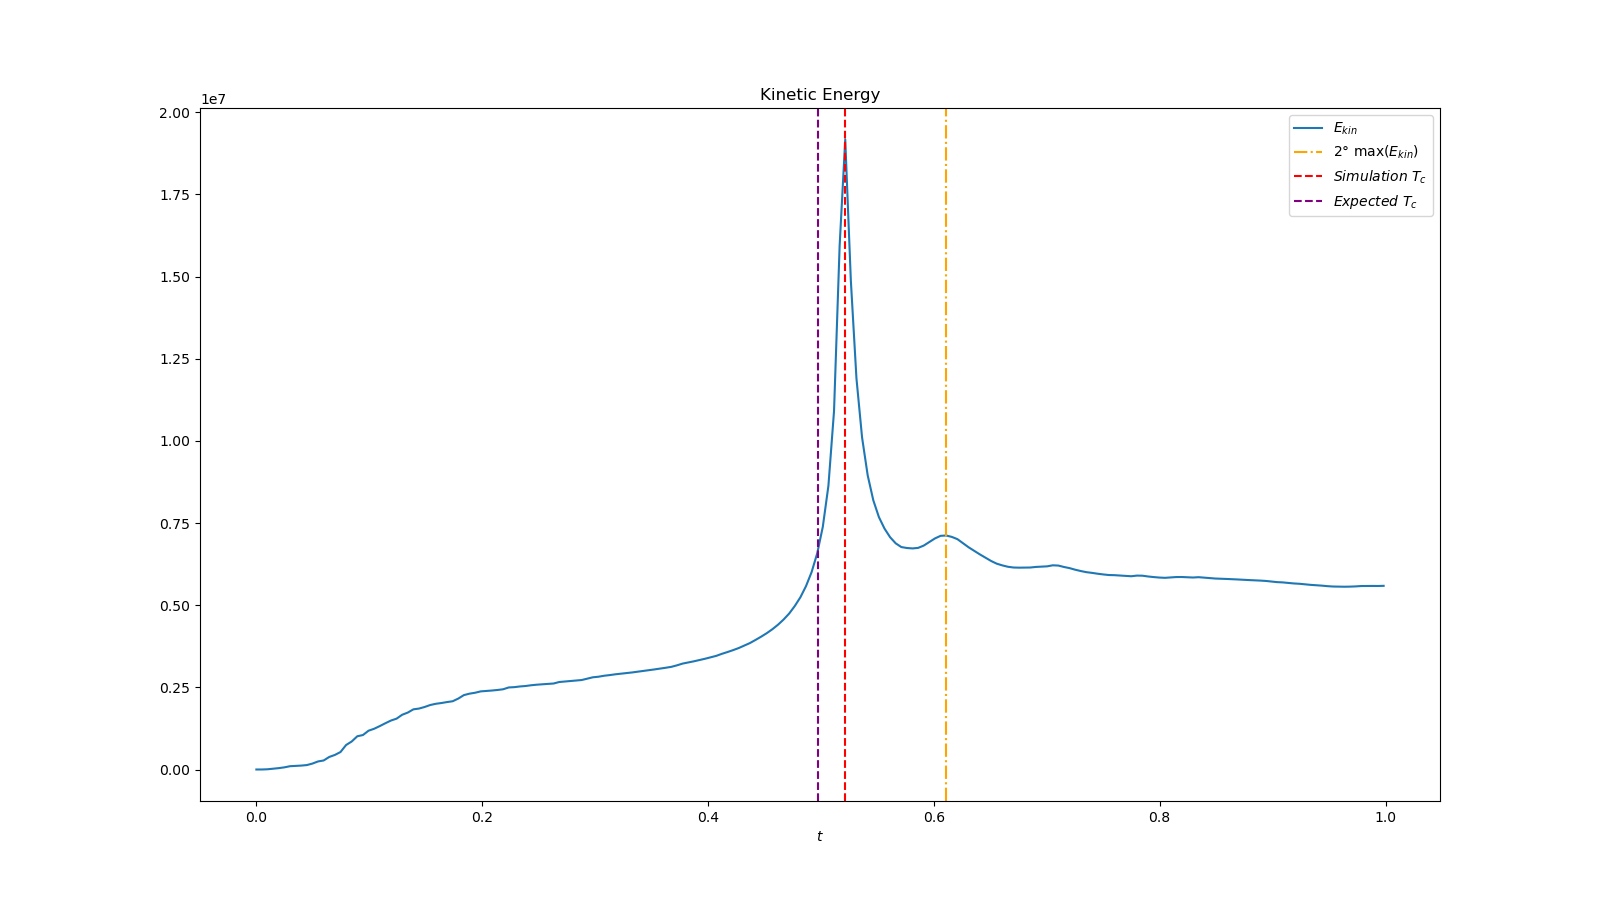 Kinetic Energy
1e7
2.00
1.75
1.50
1.25
1.00
0.75
0.50
0.25
0.00
0.0 0.2 0.4 0.6 0.8 1.0
t
E_kin
2° max(E_kin)
Simulation T_c
Expected T_c